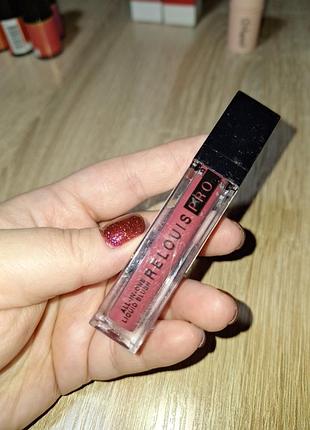 RELOUIS PRO
ALL-IN-ONE
LIQUID BLUSH